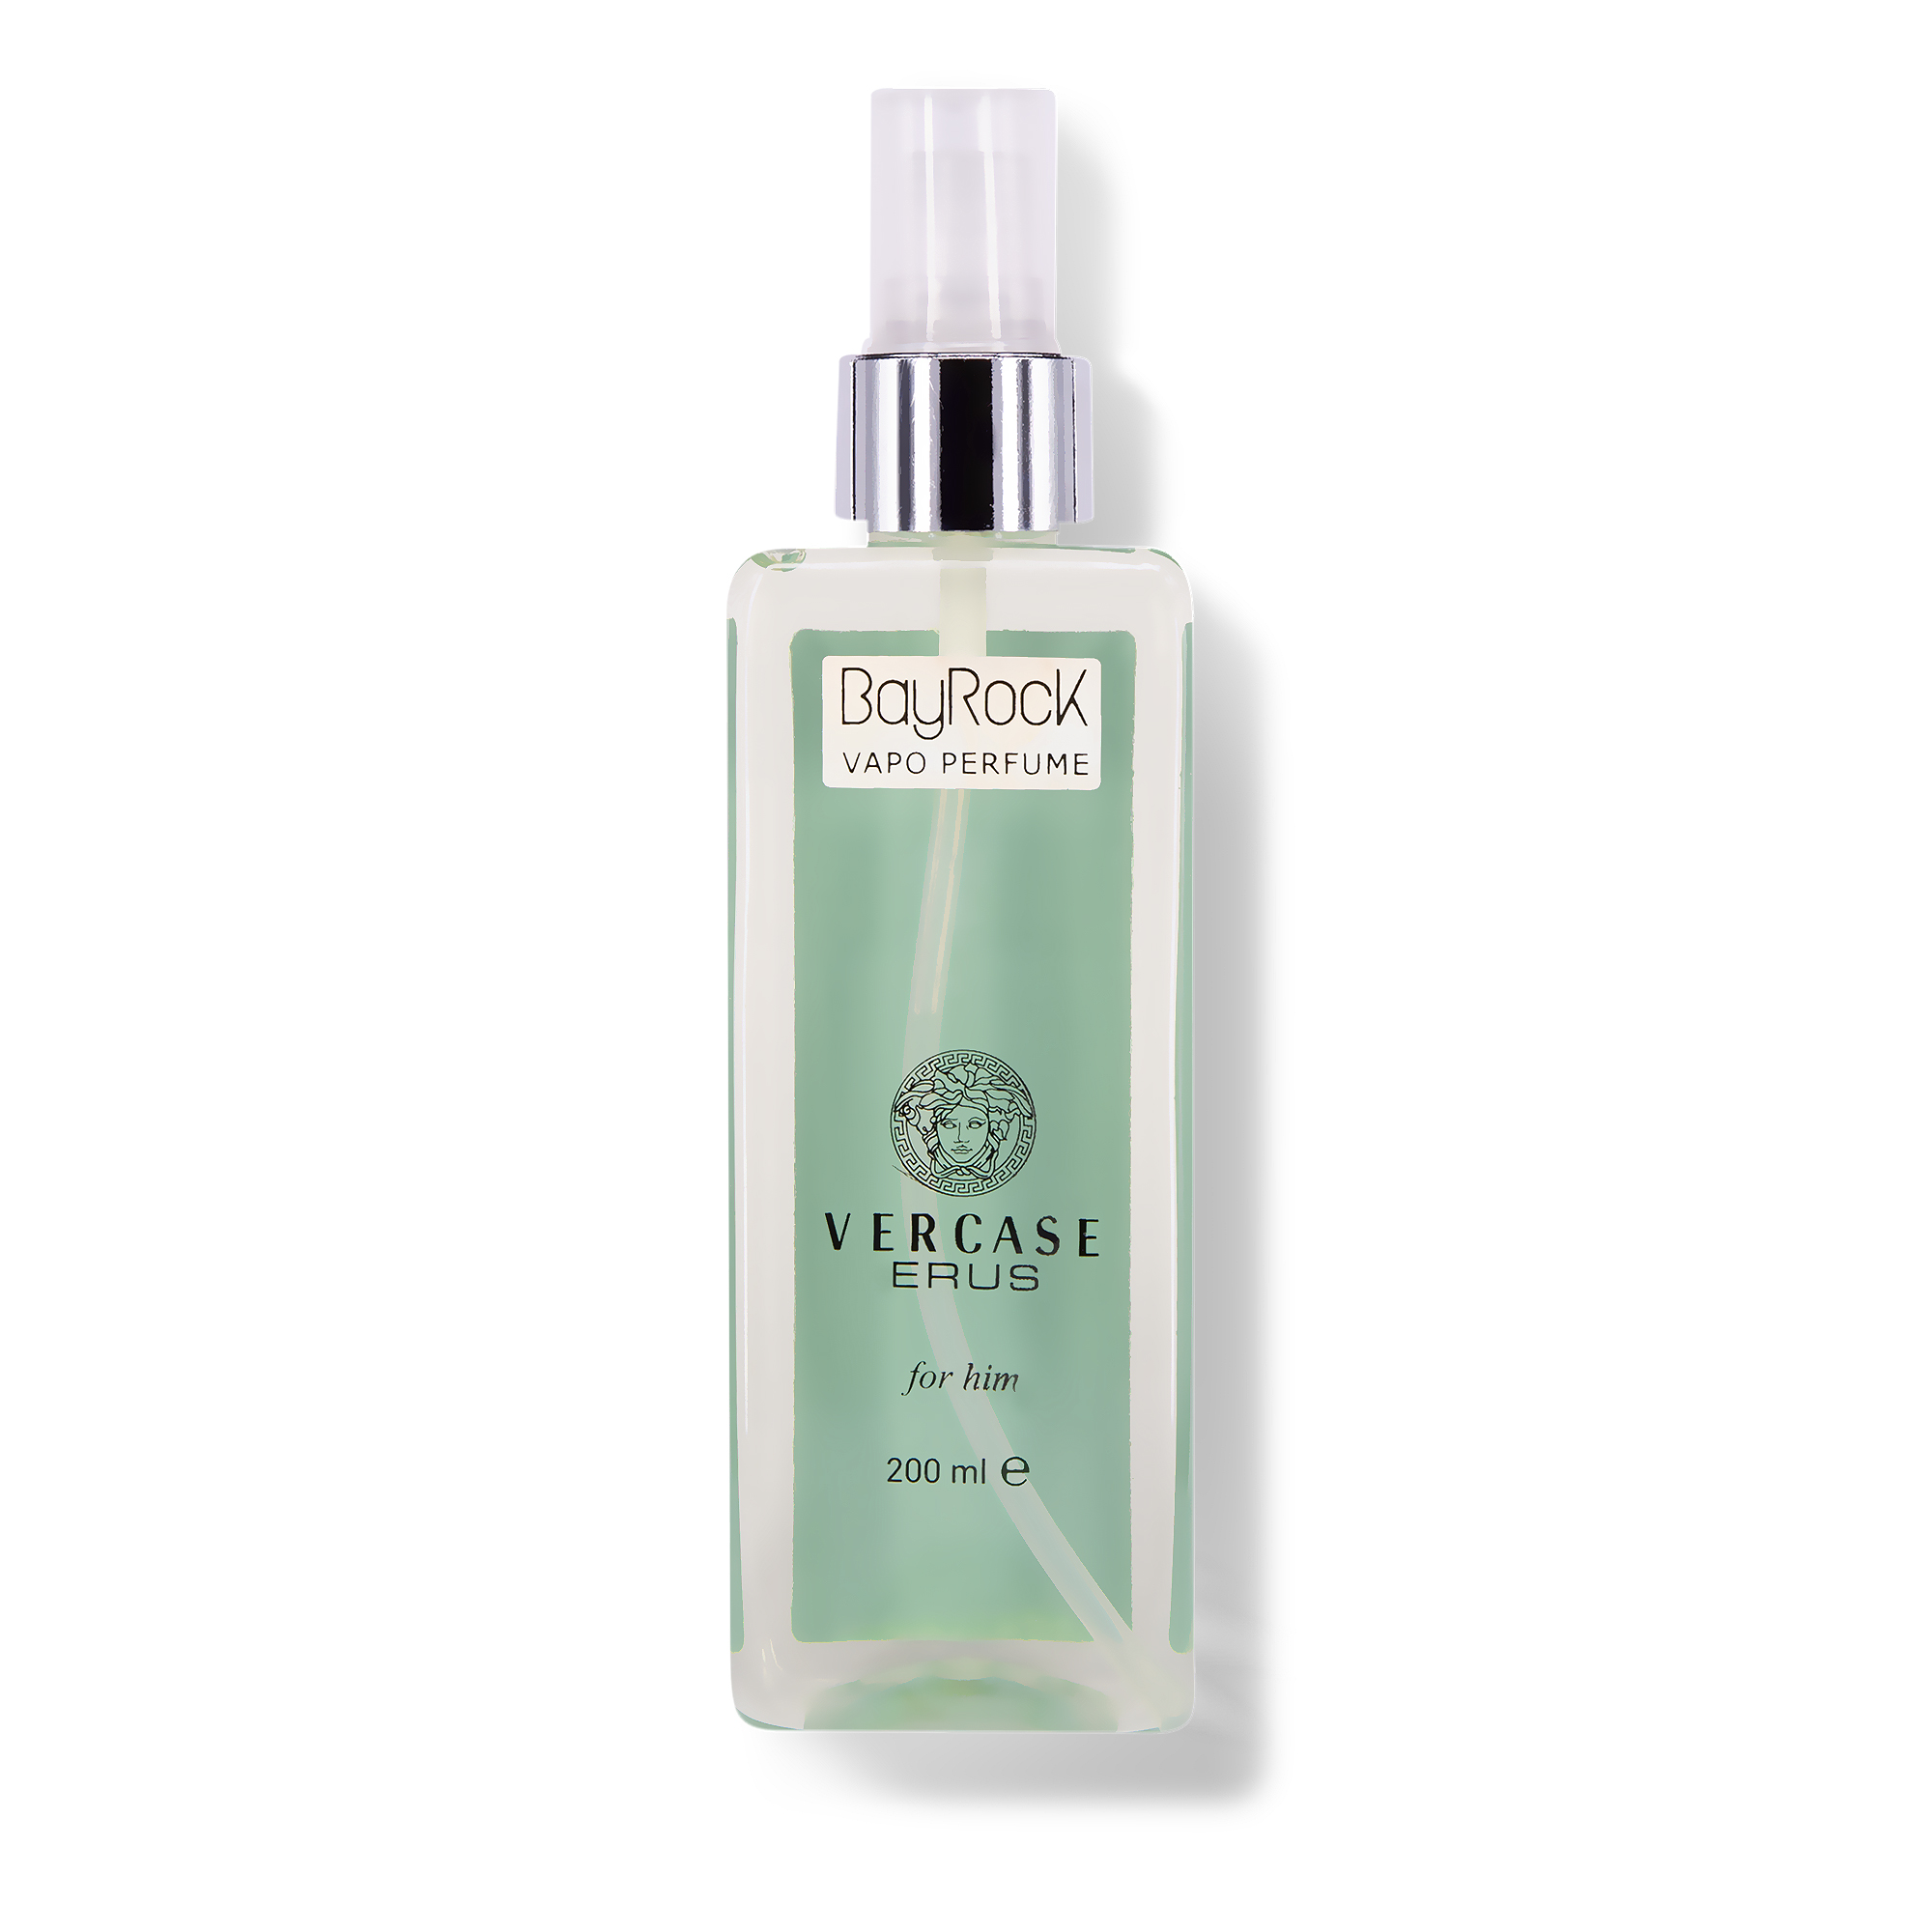 BayRock
VAPO PERFUME
VERCASE
ERUS
for him
200 ml ℮